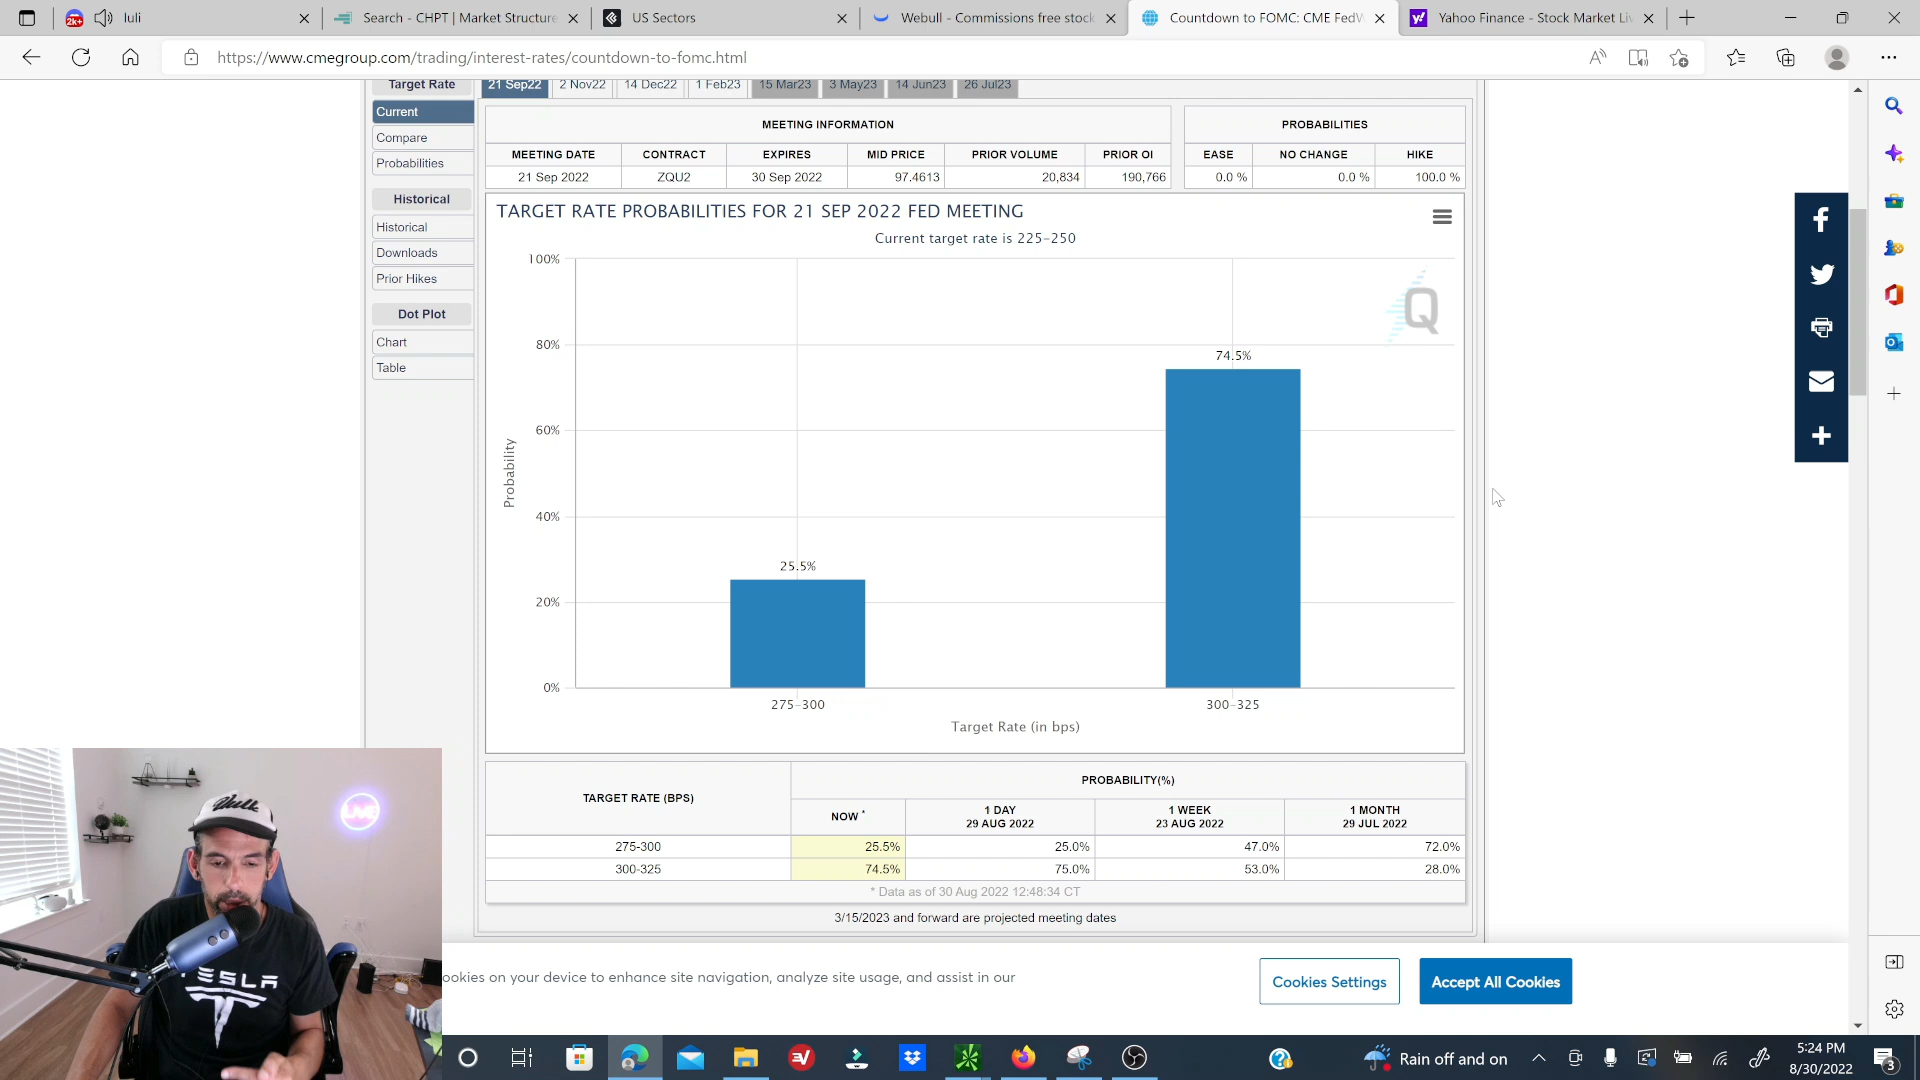 luli
Search - CHPT | Market Structure
US Sectors
Webull - Commissions free stock
Countdown to FOMC: CME FedW
Yahoo Finance - Stock Market Liv
https://www.cmegroup.com/trading/interest-rates/countdown-to-fomc.html
Target Rate
Current
Compare
Probabilities
Historical
Historical
Downloads
Prior Hikes
Dot Plot
Chart
Table
21 Sep22 2 Nov22 14 Dec22 1 Feb23 15 Mar23 3 May23 14 Jun23 26 Jul23
MEETING INFORMATION
MEETING DATE CONTRACT EXPIRES MID PRICE PRIOR VOLUME PRIOR OI
21 Sep 2022 ZQU2 30 Sep 2022 97.4613 20,834 190,766
PROBABILITIES
EASE NO CHANGE HIKE
0.0 % 0.0 % 100.0 %
TARGET RATE PROBABILITIES FOR 21 SEP 2022 FED MEETING
Current target rate is 225-250
100%
80%
60%
40%
20%
0%
Probability
25.5%
74.5%
275-300
300-325
Target Rate (in bps)
Q
TARGET RATE (BPS)
PROBABILITY(%)
NOW *
1 DAY
29 AUG 2022
1 WEEK
23 AUG 2022
1 MONTH
29 JUL 2022
275-300 25.5% 25.0% 47.0% 72.0%
300-325 74.5% 75.0% 53.0% 28.0%
* Data as of 30 Aug 2022 12:48:34 CT
3/15/2023 and forward are projected meeting dates
ookies on your device to enhance site navigation, analyze site usage, and assist in our
Cookies Settings
Accept All Cookies
LIVE
TESLA
Rain off and on
5:24 PM
8/30/2022
3